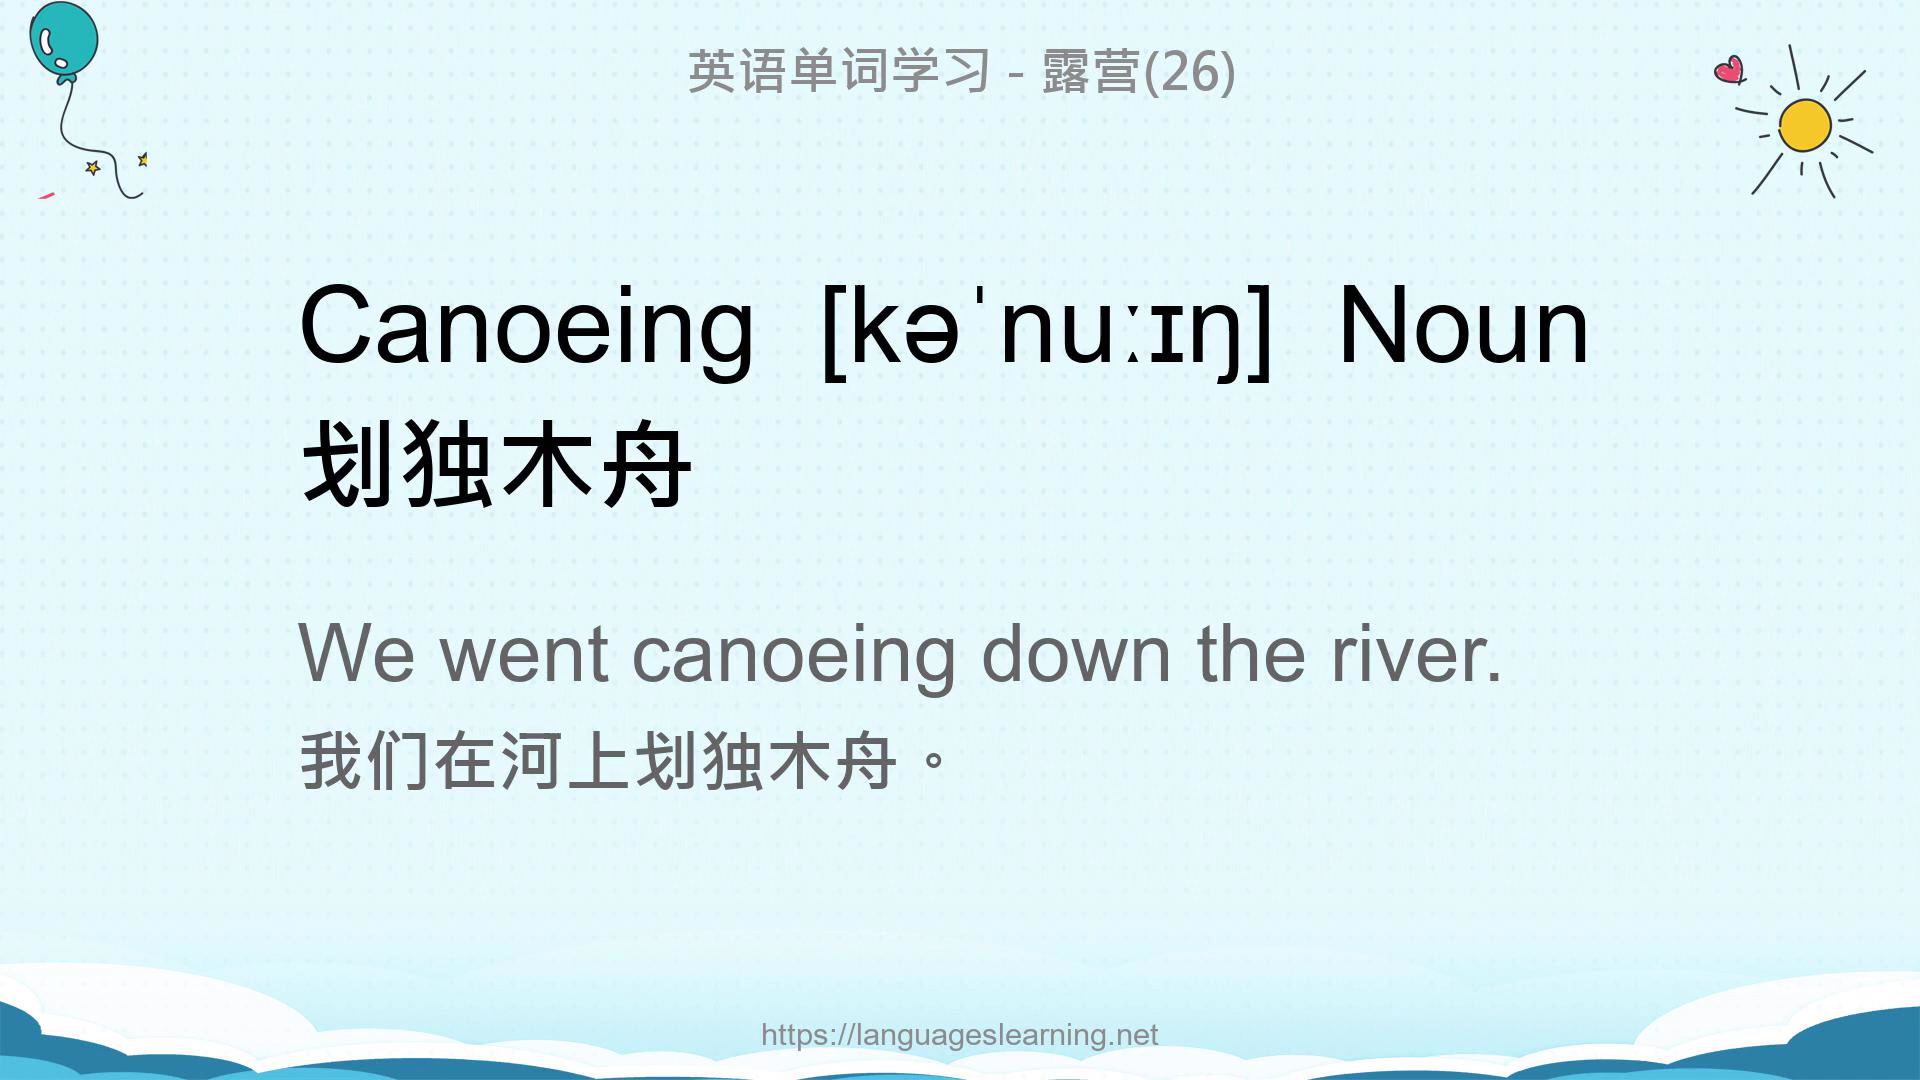 英语单词学习 - 露营(26)
Canoeing [kəˈnuːɪŋ] Noun
划独木舟
We went canoeing down the river.
我们在河上划独木舟。
https://languageslearning.net